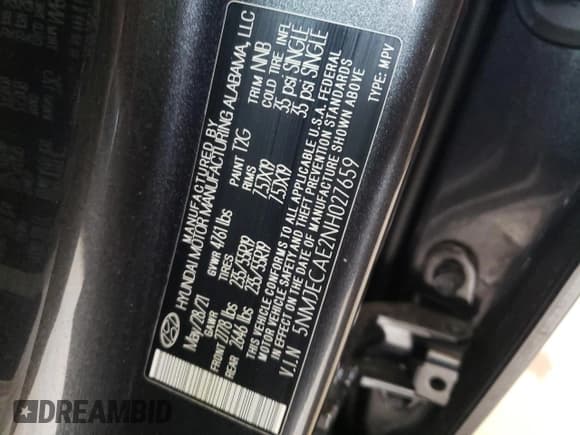 MANUFACTURED BY
HYUNDAI MOTOR MANUFACTURING ALABAMA, LLC
May/28/21 GVWR 4761 lbs PAINT T2G TRIM NNB
GAWR TIRES RIMS COLD TIRE INFL
FRONT 2778 lbs 235/55R19 7.5JX19 35 psi SINGLE
REAR 2646 lbs 235/55R19 7.5JX19 35 psi SINGLE
THIS VEHICLE CONFORMS TO ALL APPLICABLE U.S.A. FEDERAL
MOTOR VEHICLE SAFETY AND THEFT PREVENTION STANDARDS
IN EFFECT ON THE DATE OF MANUFACTURE SHOWN ABOVE
V.I.N 5NMJECAE2NH027659 TYPE: MPV
DREAMBID